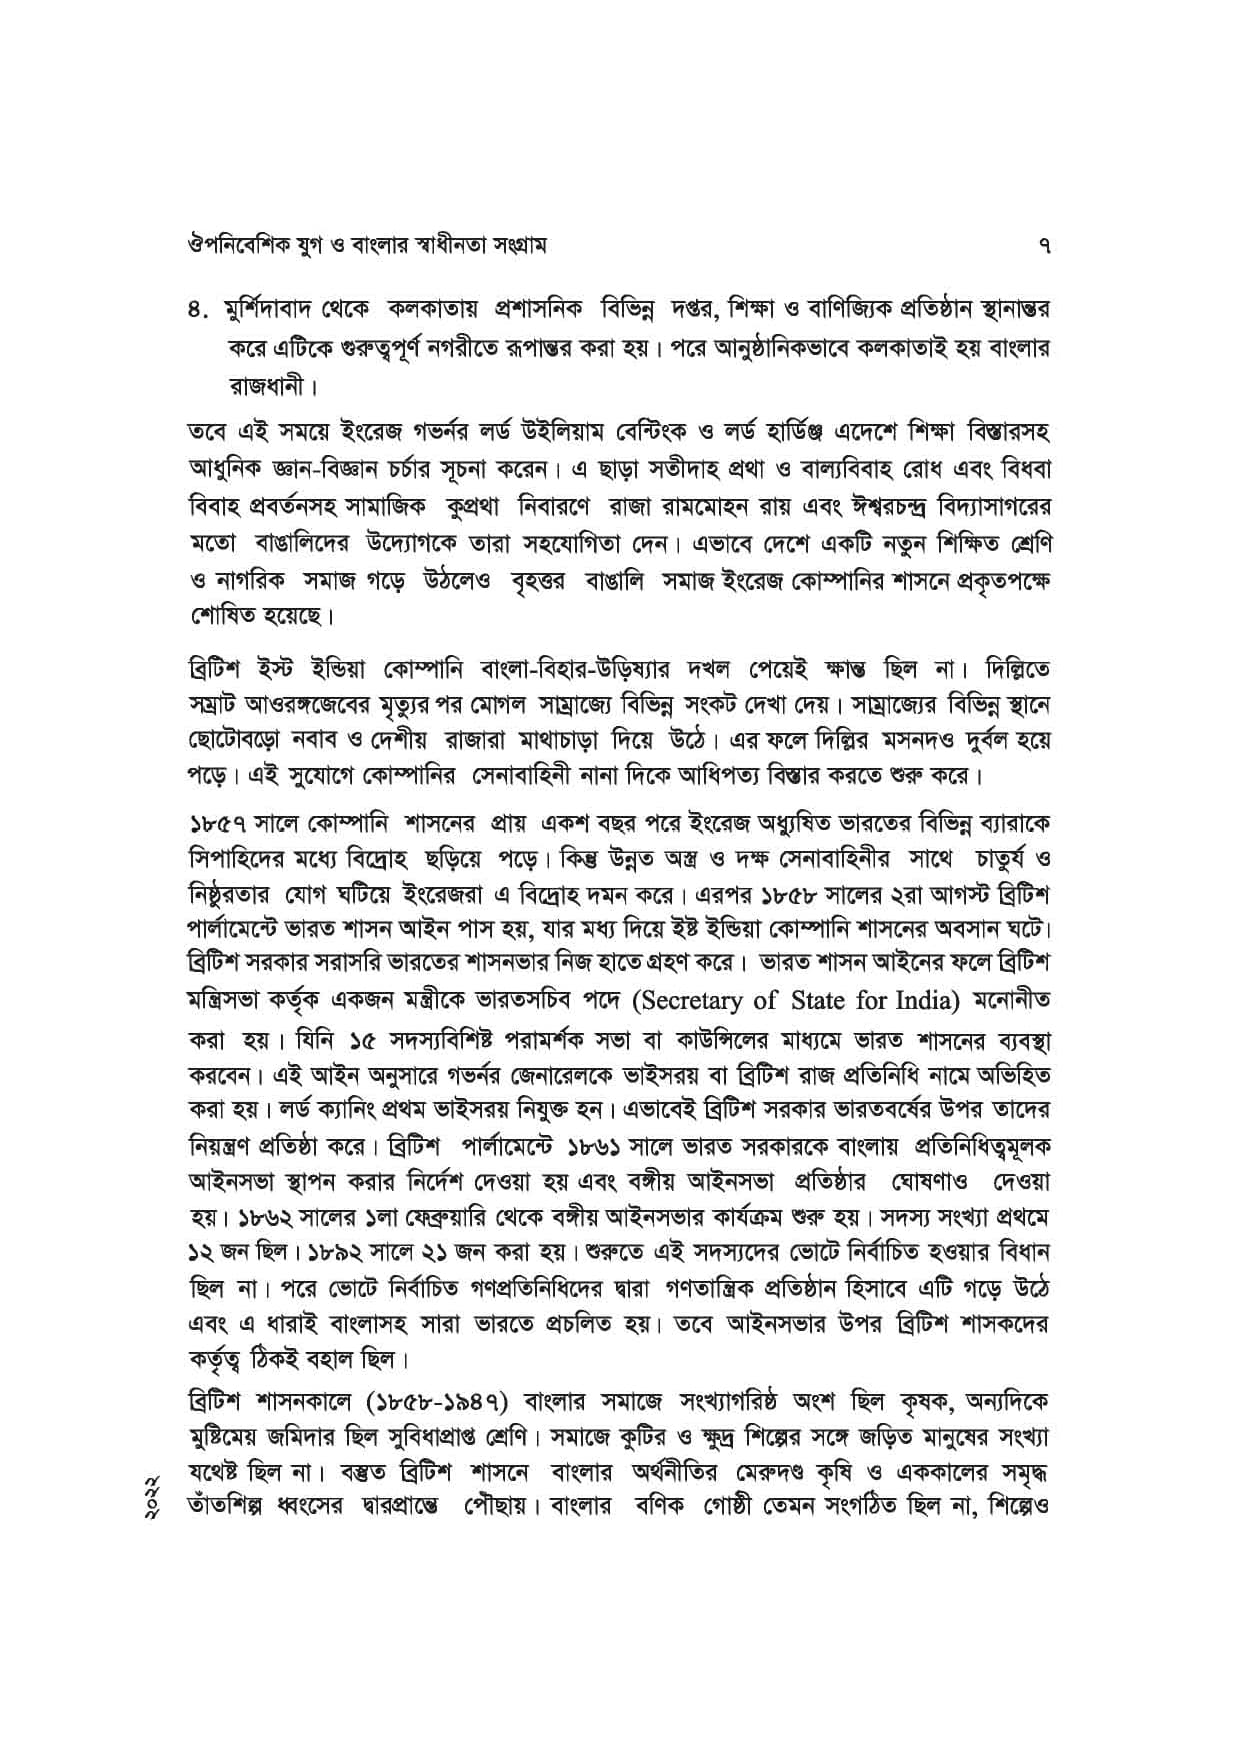 ঔপনিবেশিক যুগ ও বাংলার স্বাধীনতা সংগ্রাম ৭
৪. মুর্শিদাবাদ থেকে কলকাতায় প্রশাসনিক বিভিন্ন দপ্তর, শিক্ষা ও বাণিজ্যিক প্রতিষ্ঠান স্থানান্তর
করে এটিকে গুরুত্বপূর্ণ নগরীতে রূপান্তর করা হয়। পরে আনুষ্ঠানিকভাবে কলকাতাই হয় বাংলার
রাজধানী।
তবে এই সময়ে ইংরেজ গভর্নর লর্ড উইলিয়াম বেন্টিংক ও লর্ড হার্ডিঞ্জ এদেশে শিক্ষা বিস্তারসহ
আধুনিক জ্ঞান-বিজ্ঞান চর্চার সূচনা করেন। এ ছাড়া সতীদাহ প্রথা ও বাল্যবিবাহ রোধ এবং বিধবা
বিবাহ প্রবর্তনসহ সামাজিক কুপ্রথা নিবারণে রাজা রামমোহন রায় এবং ঈশ্বরচন্দ্র বিদ্যাসাগরের
মতো বাঙালিদের উদ্যোগকে তারা সহযোগিতা দেন। এভাবে দেশে একটি নতুন শিক্ষিত শ্রেণি
ও নাগরিক সমাজ গড়ে উঠলেও বৃহত্তর বাঙালি সমাজ ইংরেজ কোম্পানির শাসনে প্রকৃতপক্ষে
শোষিত হয়েছে।
ব্রিটিশ ইস্ট ইন্ডিয়া কোম্পানি বাংলা-বিহার-উড়িষ্যার দখল পেয়েই ক্ষান্ত ছিল না। দিল্লিতে
সম্রাট আওরঙ্গজেবের মৃত্যুর পর মোগল সাম্রাজ্যে বিভিন্ন সংকট দেখা দেয়। সাম্রাজ্যের বিভিন্ন স্থানে
ছোটোবড়ো নবাব ও দেশীয় রাজারা মাথাচাড়া দিয়ে উঠে। এর ফলে দিল্লির মসনদও দুর্বল হয়ে
পড়ে। এই সুযোগে কোম্পানির সেনাবাহিনী নানা দিকে আধিপত্য বিস্তার করতে শুরু করে।
১৮৫৭ সালে কোম্পানি শাসনের প্রায় একশ বছর পরে ইংরেজ অধ্যুষিত ভারতের বিভিন্ন ব্যারাকে
সিপাহিদের মধ্যে বিদ্রোহ ছড়িয়ে পড়ে। কিন্তু উন্নত অস্ত্র ও দক্ষ সেনাবাহিনীর সাথে চাতুর্য ও
নিষ্ঠুরতার যোগ ঘটিয়ে ইংরেজরা এ বিদ্রোহ দমন করে। এরপর ১৮৫৮ সালের ২রা আগস্ট ব্রিটিশ
পার্লামেন্টে ভারত শাসন আইন পাস হয়, যার মধ্য দিয়ে ইষ্ট ইন্ডিয়া কোম্পানি শাসনের অবসান ঘটে।
ব্রিটিশ সরকার সরাসরি ভারতের শাসনভার নিজ হাতে গ্রহণ করে। ভারত শাসন আইনের ফলে ব্রিটিশ
মন্ত্রিসভা কর্তৃক একজন মন্ত্রীকে ভারতসচিব পদে (Secretary of State for India) মনোনীত
করা হয়। যিনি ১৫ সদস্যবিশিষ্ট পরামর্শক সভা বা কাউন্সিলের মাধ্যমে ভারত শাসনের ব্যবস্থা
করবেন। এই আইন অনুসারে গভর্নর জেনারেলকে ভাইসরয় বা ব্রিটিশ রাজ প্রতিনিধি নামে অভিহিত
করা হয়। লর্ড ক্যানিং প্রথম ভাইসরয় নিযুক্ত হন। এভাবেই ব্রিটিশ সরকার ভারতবর্ষের উপর তাদের
নিয়ন্ত্রণ প্রতিষ্ঠা করে। ব্রিটিশ পার্লামেন্টে ১৮৬১ সালে ভারত সরকারকে বাংলায় প্রতিনিধিত্বমূলক
আইনসভা স্থাপন করার নির্দেশ দেওয়া হয় এবং বঙ্গীয় আইনসভা প্রতিষ্ঠার ঘোষণাও দেওয়া
হয়। ১৮৬২ সালের ১লা ফেব্রুয়ারি থেকে বঙ্গীয় আইনসভার কার্যক্রম শুরু হয়। সদস্য সংখ্যা প্রথমে
১২ জন ছিল। ১৮৯২ সালে ২১ জন করা হয়। শুরুতে এই সদস্যদের ভোটে নির্বাচিত হওয়ার বিধান
ছিল না। পরে ভোটে নির্বাচিত গণপ্রতিনিধিদের দ্বারা গণতান্ত্রিক প্রতিষ্ঠান হিসাবে এটি গড়ে উঠে
এবং এ ধারাই বাংলাসহ সারা ভারতে প্রচলিত হয়। তবে আইনসভার উপর ব্রিটিশ শাসকদের
কর্তৃত্ব ঠিকই বহাল ছিল।
ব্রিটিশ শাসনকালে (১৮৫৮-১৯৪৭) বাংলার সমাজে সংখ্যাগরিষ্ঠ অংশ ছিল কৃষক, অন্যদিকে
মুষ্টিমেয় জমিদার ছিল সুবিধাপ্রাপ্ত শ্রেণি। সমাজে কুটির ও ক্ষুদ্র শিল্পের সঙ্গে জড়িত মানুষের সংখ্যা
যথেষ্ট ছিল না। বস্তুত ব্রিটিশ শাসনে বাংলার অর্থনীতির মেরুদণ্ড কৃষি ও এককালের সমৃদ্ধ
তাঁতশিল্প ধ্বংসের দ্বারপ্রান্তে পৌঁছায়। বাংলার বণিক গোষ্ঠী তেমন সংগঠিত ছিল না, শিল্পেও
২০২২